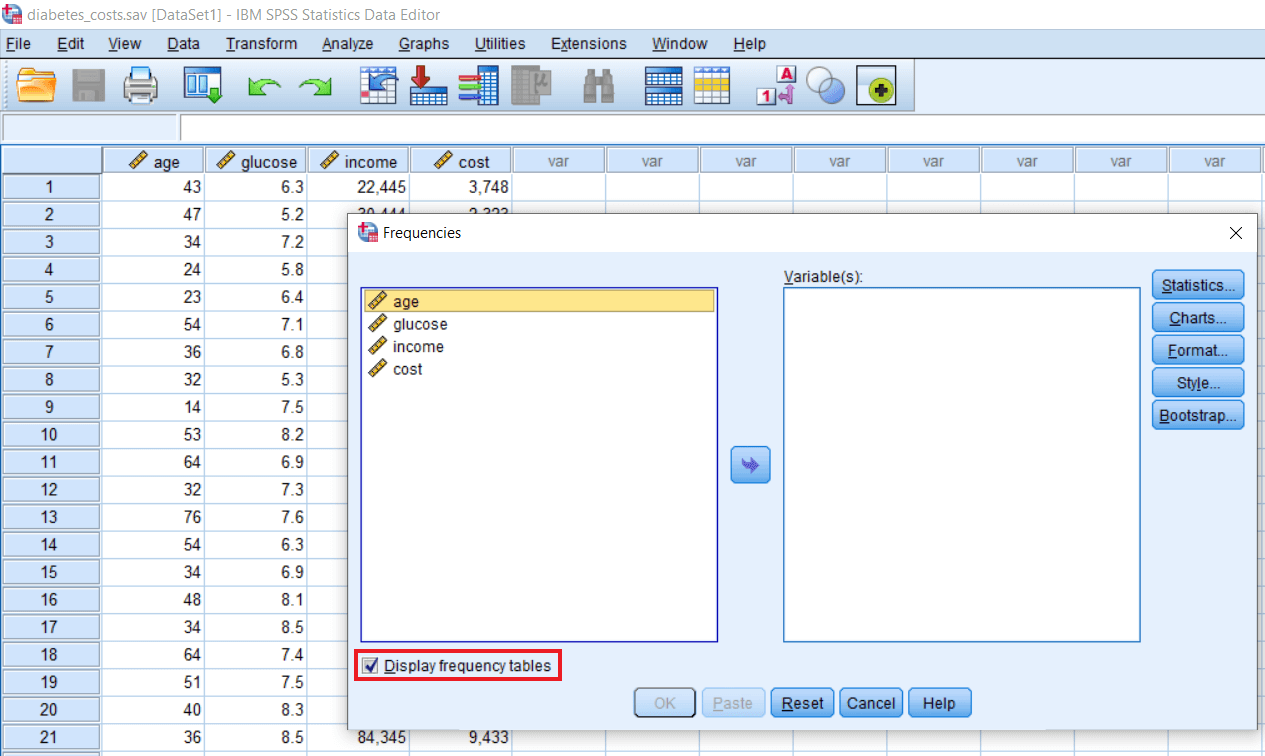 diabetes_costs.sav [DataSet1] - IBM SPSS Statistics Data Editor
File Edit View Data Transform Analyze Graphs Utilities Extensions Window Help
age glucose income cost var var var var var var var var
1 43 6.3 22,445 3,748
2 47 5.2
3 34 7.2
4 24 5.8
5 23 6.4
6 54 7.1
7 36 6.8
8 32 5.3
9 14 7.5
10 53 8.2
11 64 6.9
12 32 7.3
13 76 7.6
14 54 6.3
15 34 6.9
16 48 8.1
17 34 8.5
18 64 7.4
19 51 7.5
20 40 8.3
21 36 8.5 84,345 9,433
Frequencies
Variable(s):
age
glucose
income
cost
Statistics...
Charts...
Format...
Style...
Bootstrap...
Display frequency tables
OK Paste Reset Cancel Help